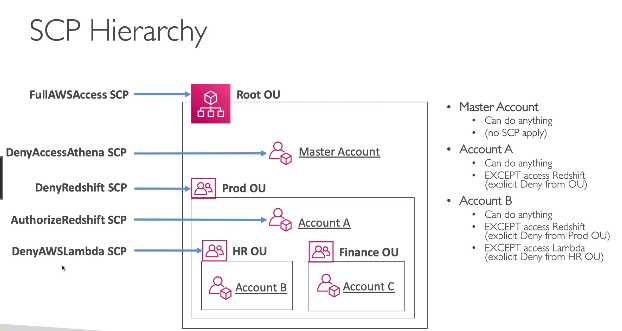 SCP Hierarchy
FullAWSAccess SCP
Root OU
DenyAccessAthena SCP
Master Account
DenyRedshift SCP
Prod OU
AuthorizeRedshift SCP
Account A
DenyAWSLambda SCP
HR OU
Finance OU
Account B
Account C
• Master Account
• Can do anything
• (no SCP apply)
• Account A
• Can do anything
• EXCEPT access Redshift
(explicit Deny from OU)
• Account B
• Can do anything
• EXCEPT access Redshift
(explicit Deny from Prod OU)
• EXCEPT access Lambda
(explicit Deny from HR OU)